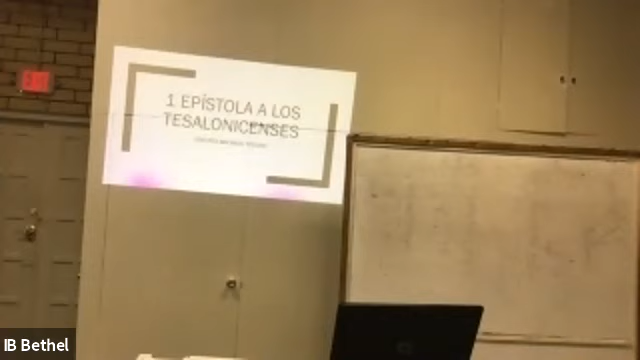 1 EPÍSTOLA A LOS
TESALONICENSES
IB Bethel